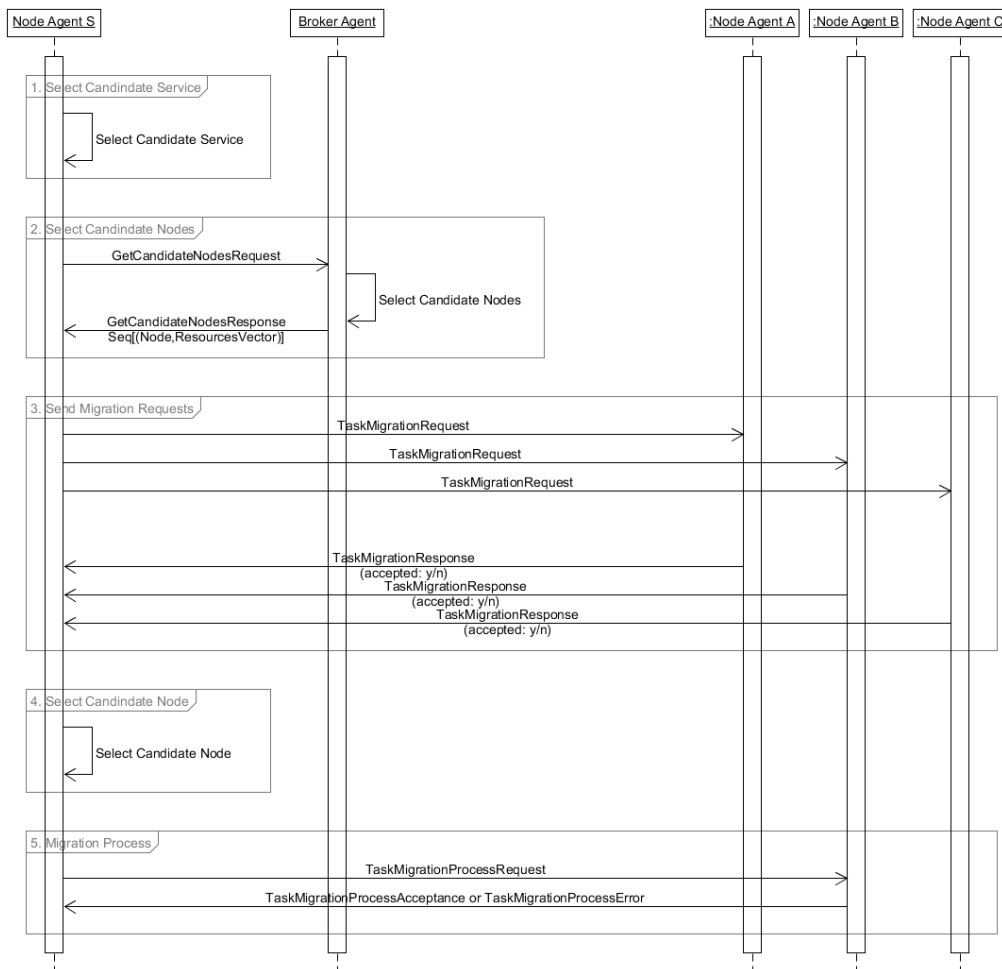 Node Agent S
Broker Agent
:Node Agent A
:Node Agent B
:Node Agent C
1. Select Candindate Service
Select Candidate Service
2. Select Candindate Nodes
GetCandidateNodesRequest
Select Candidate Nodes
GetCandidateNodesResponse
Seq[(Node,ResourcesVector)]
3. Send Migration Requests
TaskMigrationRequest
TaskMigrationRequest
TaskMigrationRequest
TaskMigrationResponse
(accepted: y/n)
TaskMigrationResponse
(accepted: y/n)
TaskMigrationResponse
(accepted: y/n)
4. Select Candindate Node
Select Candidate Node
5. Migration Process
TaskMigrationProcessRequest
TaskMigrationProcessAcceptance or TaskMigrationProcessError